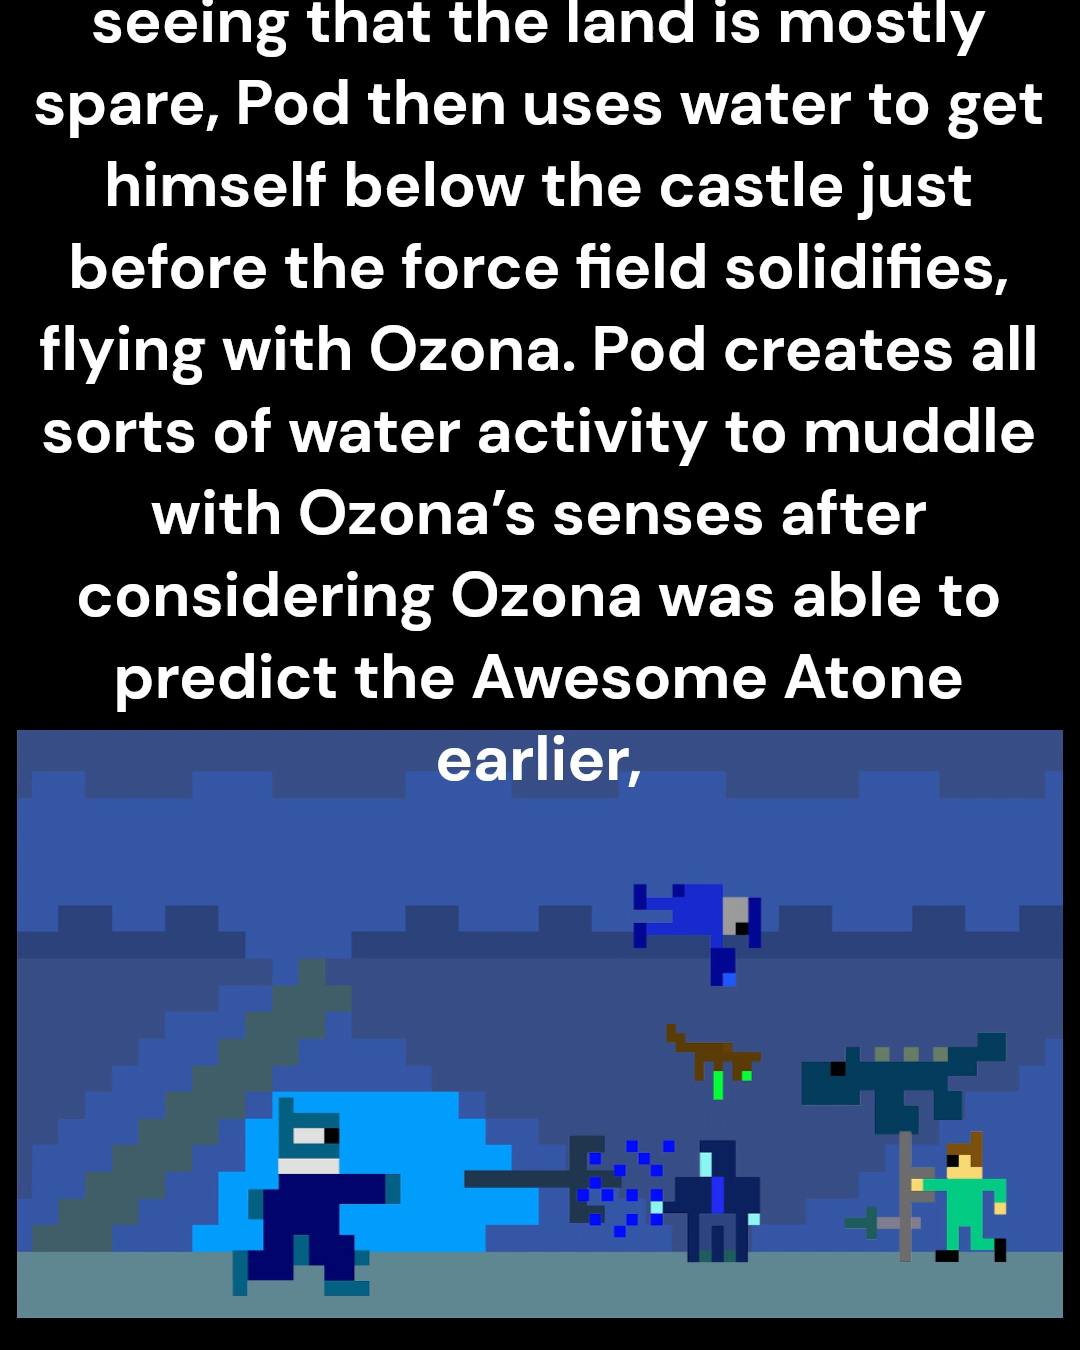 seeing that the land is mostly
spare, Pod then uses water to get
himself below the castle just
before the force field solidifies,
flying with Ozona. Pod creates all
sorts of water activity to muddle
with Ozona’s senses after
considering Ozona was able to
predict the Awesome Atone
earlier,